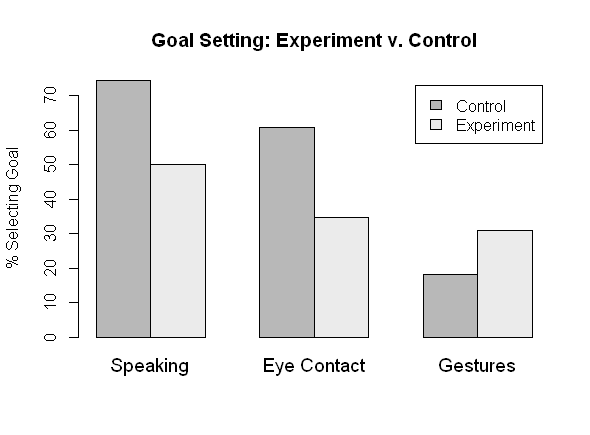 Goal Setting: Experiment v. Control
Control
Experiment
% Selecting Goal
70
60
50
40
30
20
10
0
Speaking Eye Contact Gestures